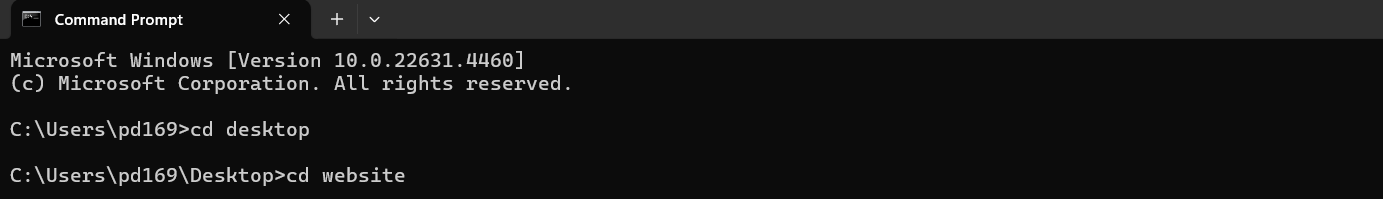 Command Prompt
Microsoft Windows [Version 10.0.22631.4460]
(c) Microsoft Corporation. All rights reserved.
C:\Users\pd169>cd desktop
C:\Users\pd169\Desktop>cd website